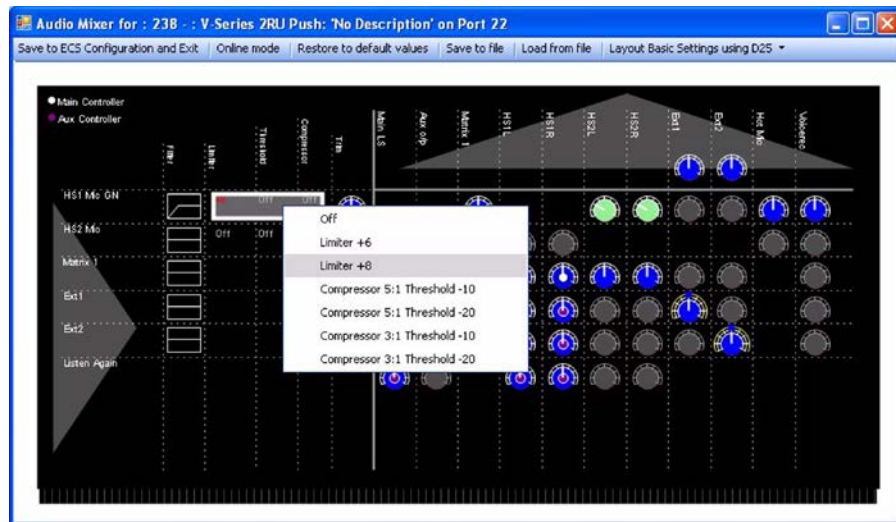 Audio Mixer for : 23B - : V-Series 2RU Push: 'No Description' on Port 22
Save to ECS Configuration and Exit Online mode Restore to default values Save to file Load from file Layout Basic Settings using D25
Main Controller
Aux Controller
Filter
Limiter
Threshold
Compressor
Trim
Main LS
Aux o/p
Matrix 1
HS1L
HS1R
HS2L
HS2R
Ext1
Ext2
Hot Mic
Voicerec
HS1 Mic GN
Off Off
HS2 Mic
Off Off
Matrix 1
Ext1
Ext2
Listen Again
Off
Limiter +6
Limiter +8
Compressor 5:1 Threshold -10
Compressor 5:1 Threshold -20
Compressor 3:1 Threshold -10
Compressor 3:1 Threshold -20